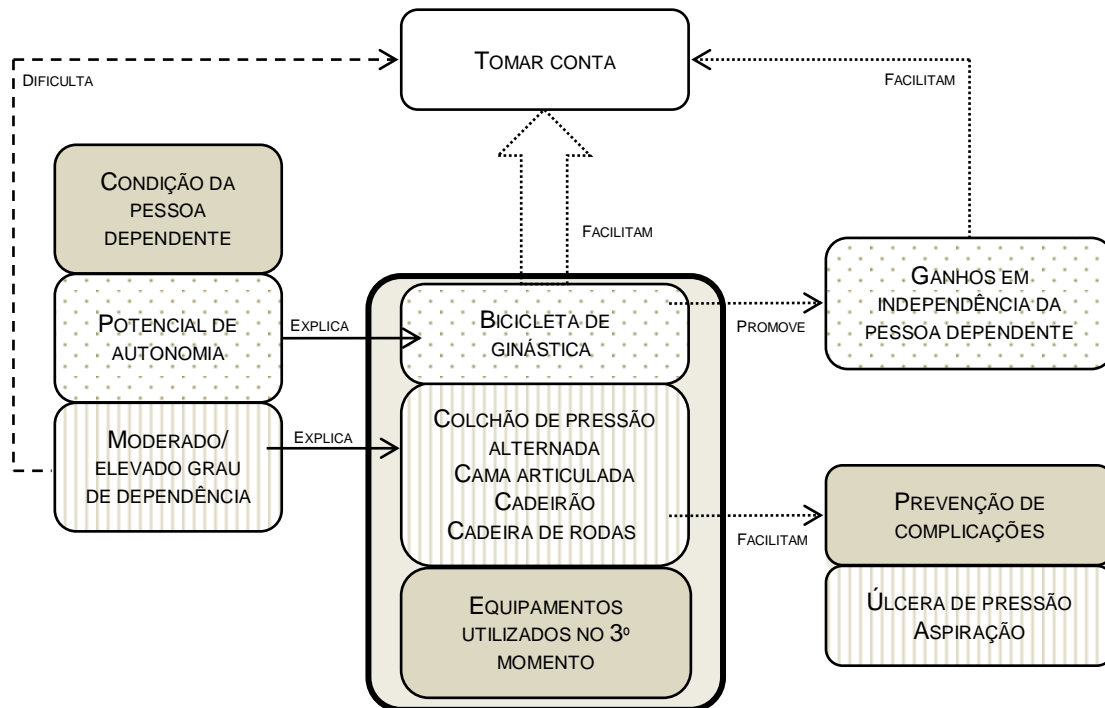 TOMAR CONTA
DIFICULTA
FACILITAM
CONDIÇÃO DA
PESSOA
DEPENDENTE
FACILITAM
POTENCIAL DE
AUTONOMIA
EXPLICA
BICICLETA DE
GINÁSTICA
PROMOVE
GANHOS EM
INDEPENDÊNCIA DA
PESSOA DEPENDENTE
MODERADO/
ELEVADO GRAU
DE DEPENDÊNCIA
EXPLICA
COLCHÃO DE PRESSÃO
ALTERNADA
CAMA ARTICULADA
CADEIRÃO
CADEIRA DE RODAS
FACILITAM
PREVENÇÃO DE
COMPLICAÇÕES
EQUIPAMENTOS
UTILIZADOS NO 3º
MOMENTO
ÚLCERA DE PRESSÃO
ASPIRAÇÃO